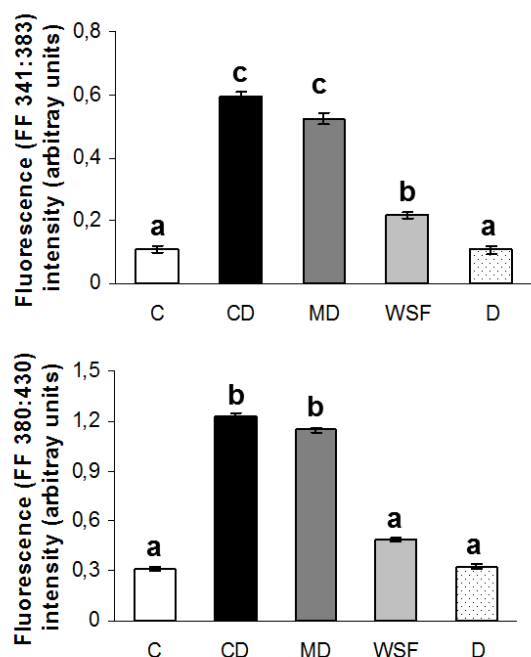 Fluorescence (FF 341:383)
intensity (arbitray units)
0,8
0,6
0,4
0,2
0
a
c
c
b
a
C CD MD WSF D
Fluorescence (FF 380:430)
intensity (arbitray units)
1,5
1,2
0,9
0,6
0,3
0
a
b
b
a
a
C CD MD WSF D